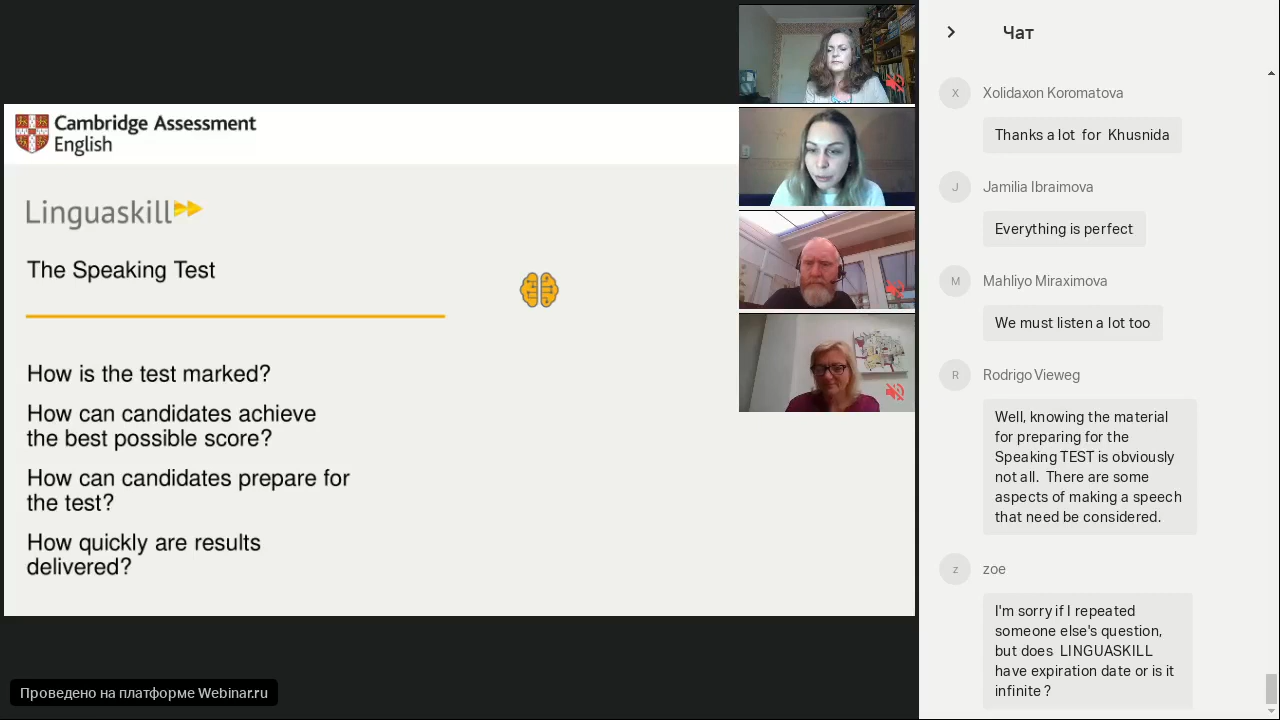 Cambridge Assessment
English
Linguaskill
The Speaking Test
How is the test marked?
How can candidates achieve
the best possible score?
How can candidates prepare for
the test?
How quickly are results
delivered?
Проведено на платформе Webinar.ru
Чат
X
Xolidaxon Koromatova
Thanks a lot for Khusnida
J
Jamilia Ibraimova
Everything is perfect
M
Mahliyo Miraximova
We must listen a lot too
R
Rodrigo Vieweg
Well, knowing the material
for preparing for the
Speaking TEST is obviously
not all. There are some
aspects of making a speech
that need be considered.
z
zoe
I'm sorry if I repeated
someone else's question,
but does LINGUASKILL
have expiration date or is it
infinite ?